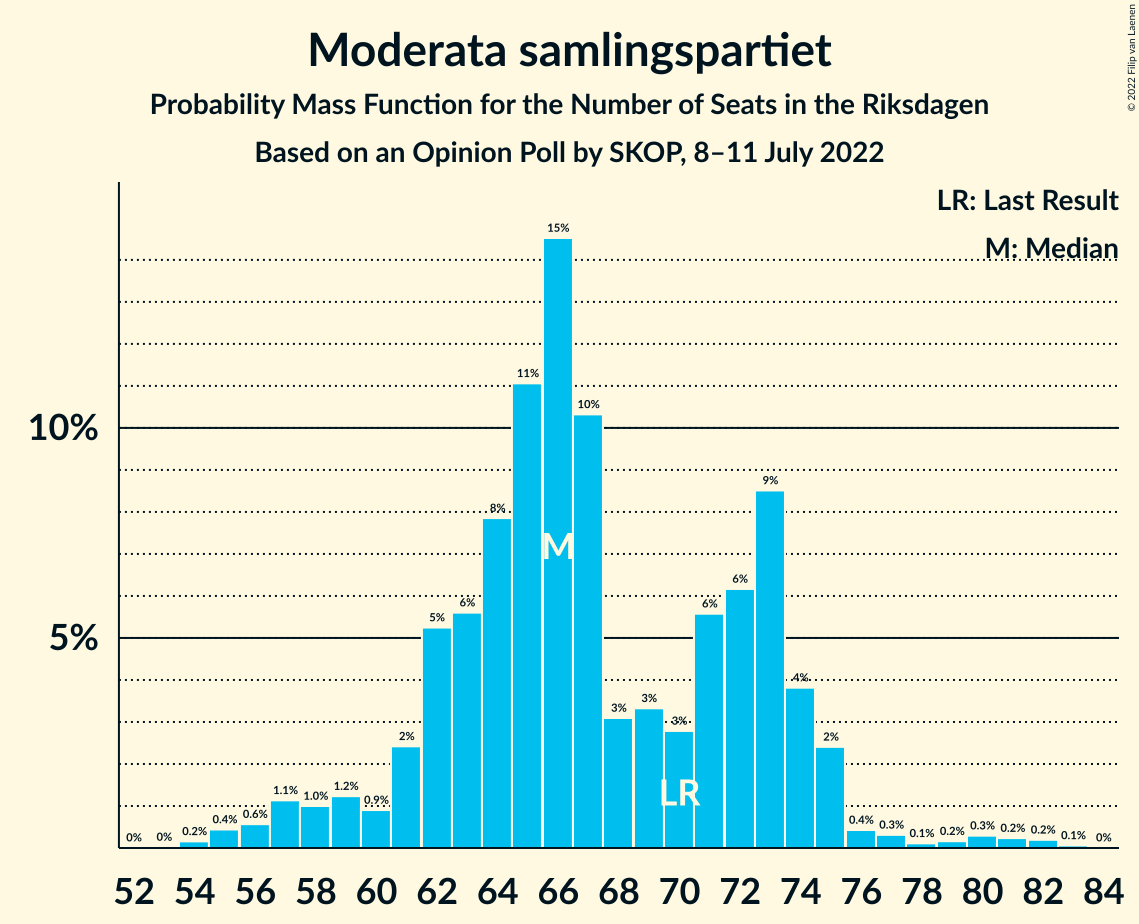 Moderata samlingspartiet
Probability Mass Function for the Number of Seats in the Riksdagen
Based on an Opinion Poll by SKOP, 8–11 July 2022
© 2022 Filip van Laenen
LR: Last Result
M: Median
10%
5%
0% 0% 0.2% 0.4% 0.6% 1.1% 1.0% 1.2% 0.9% 2% 5% 6% 8% 11% 15% 10% 3% 3% 3% 6% 6% 9% 4% 2% 0.4% 0.3% 0.1% 0.2% 0.3% 0.2% 0.2% 0.1% 0%
M
LR
52 54 56 58 60 62 64 66 68 70 72 74 76 78 80 82 84